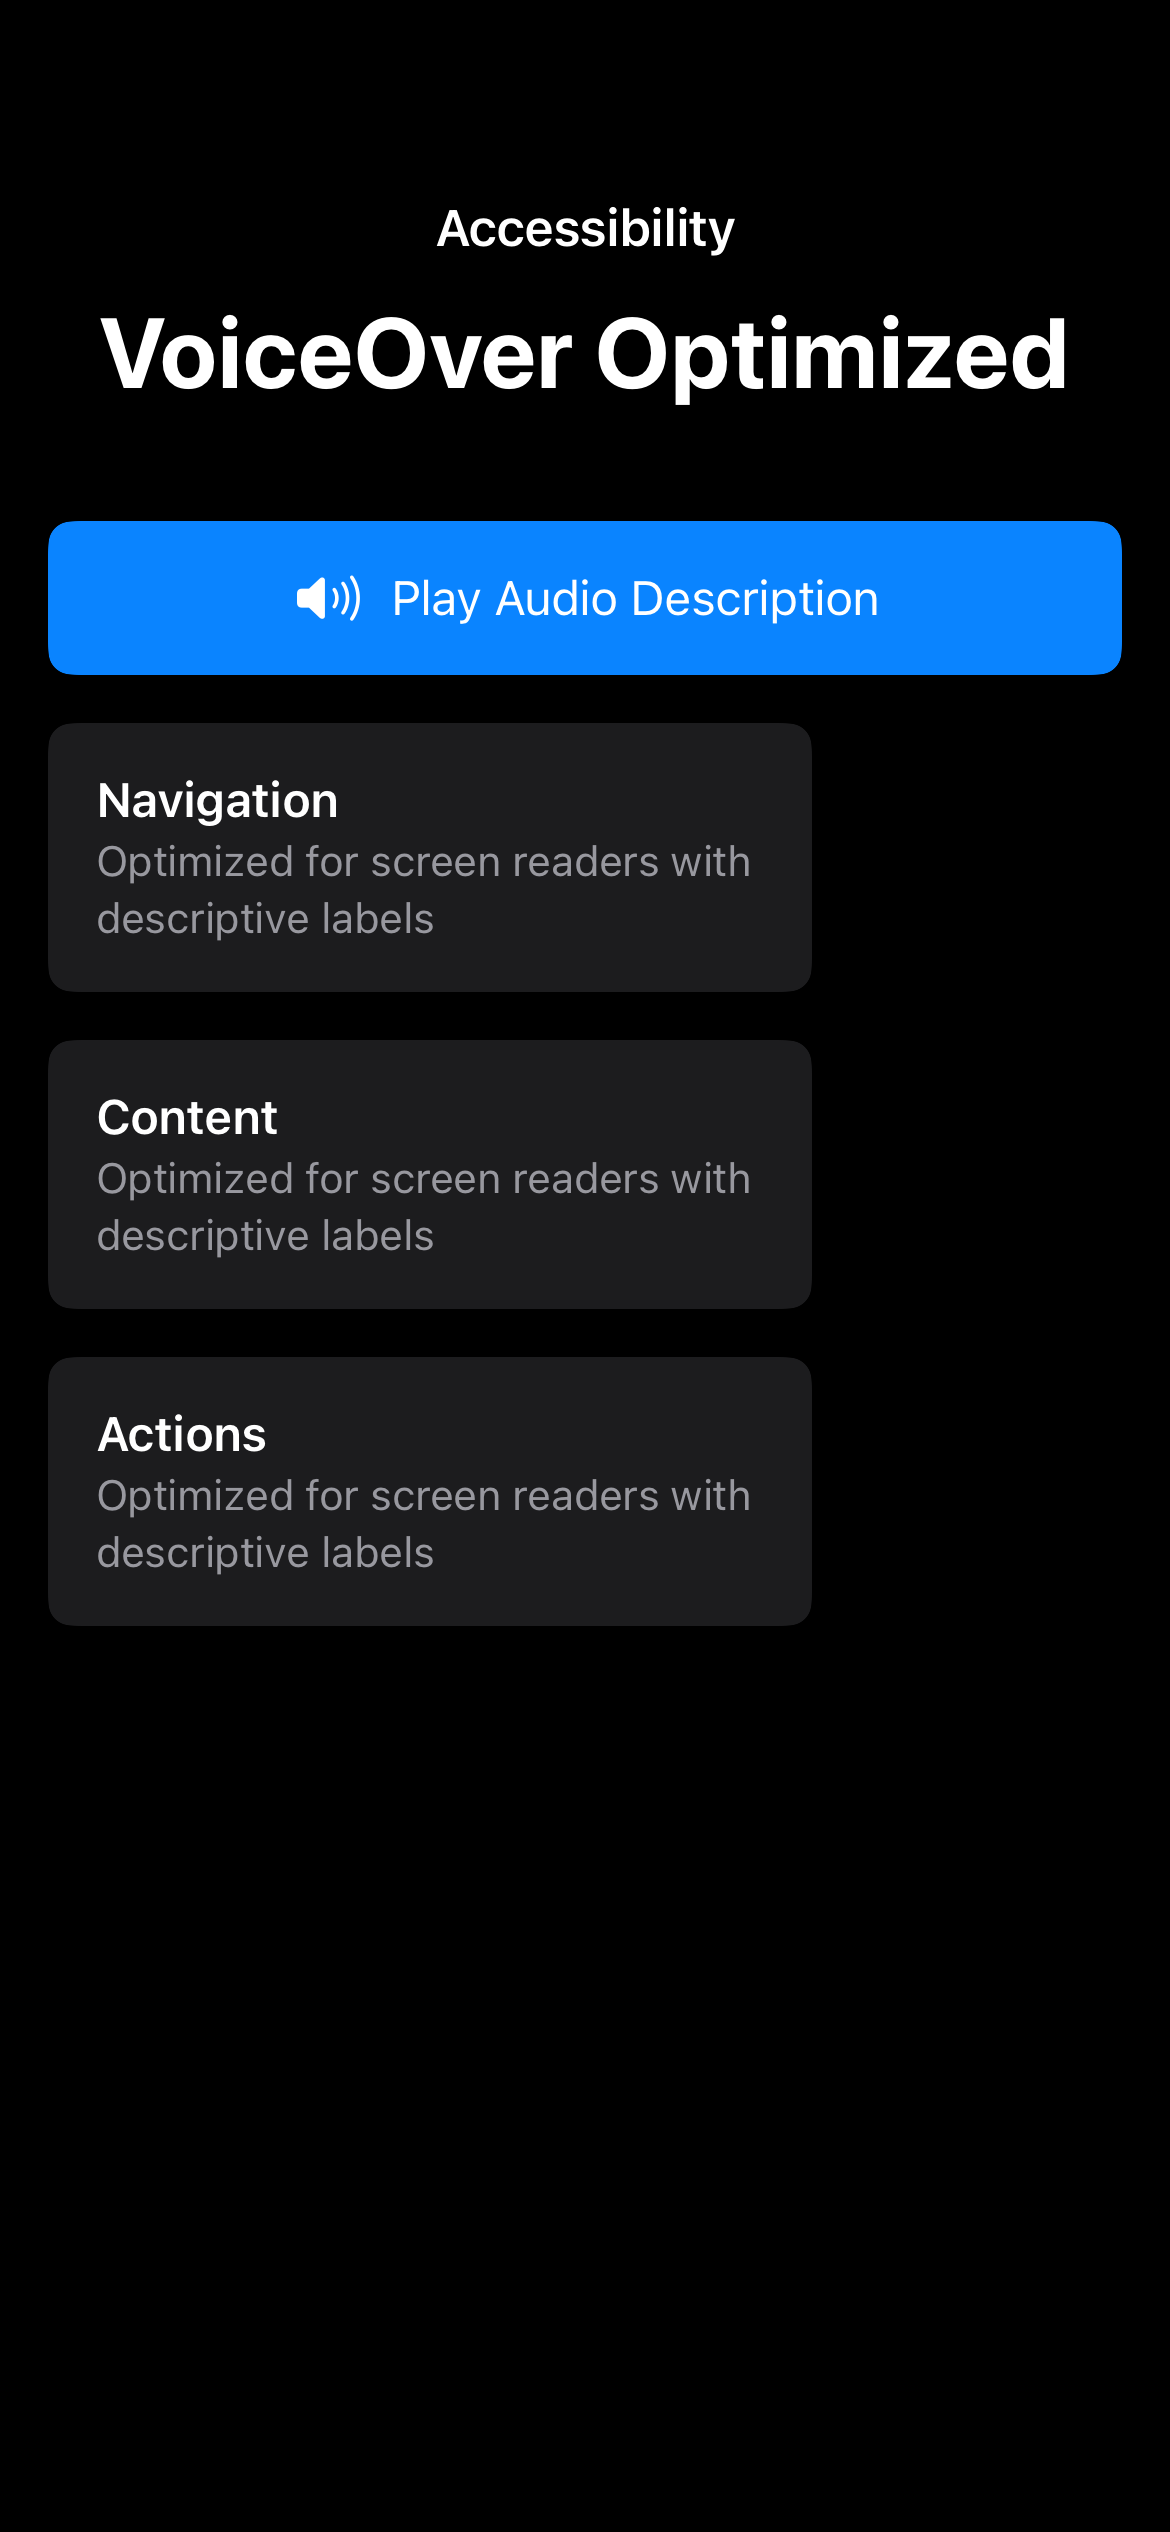 Accessibility
VoiceOver Optimized
Play Audio Description
Navigation
Optimized for screen readers with
descriptive labels
Content
Optimized for screen readers with
descriptive labels
Actions
Optimized for screen readers with
descriptive labels